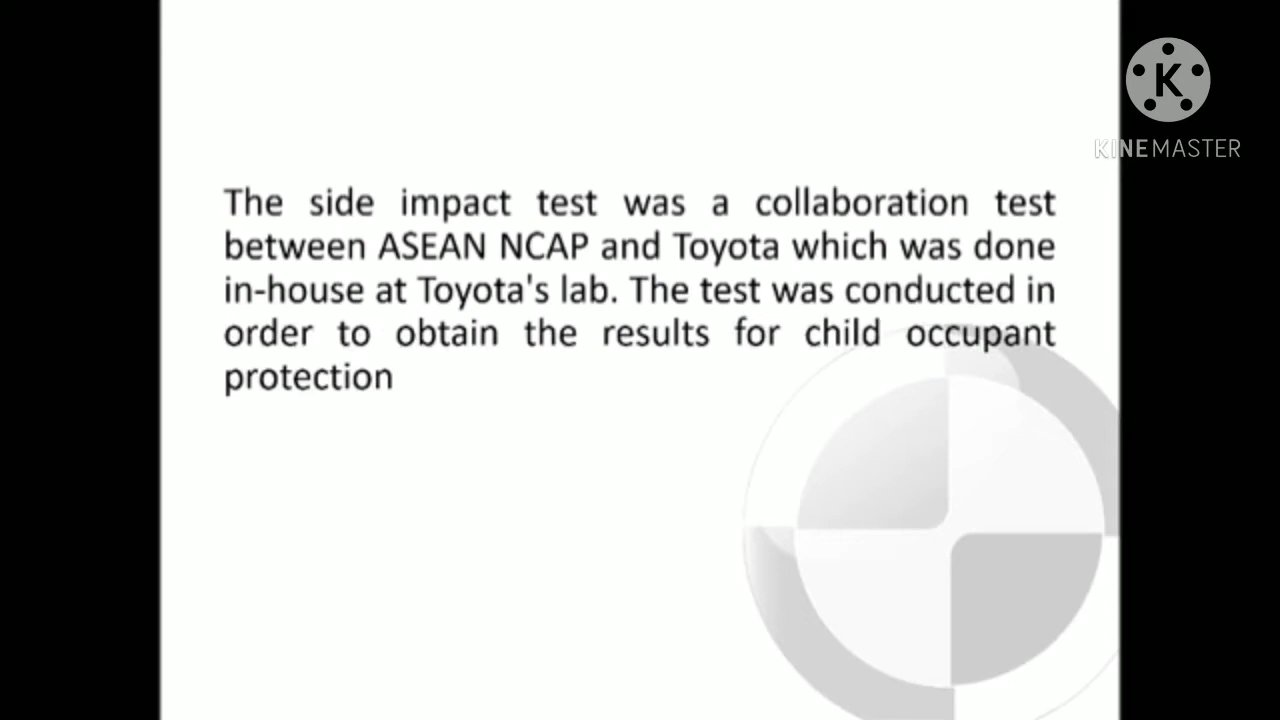 K
KINEMASTER
The side impact test was a collaboration test
between ASEAN NCAP and Toyota which was done
in-house at Toyota's lab. The test was conducted in
order to obtain the results for child occupant
protection